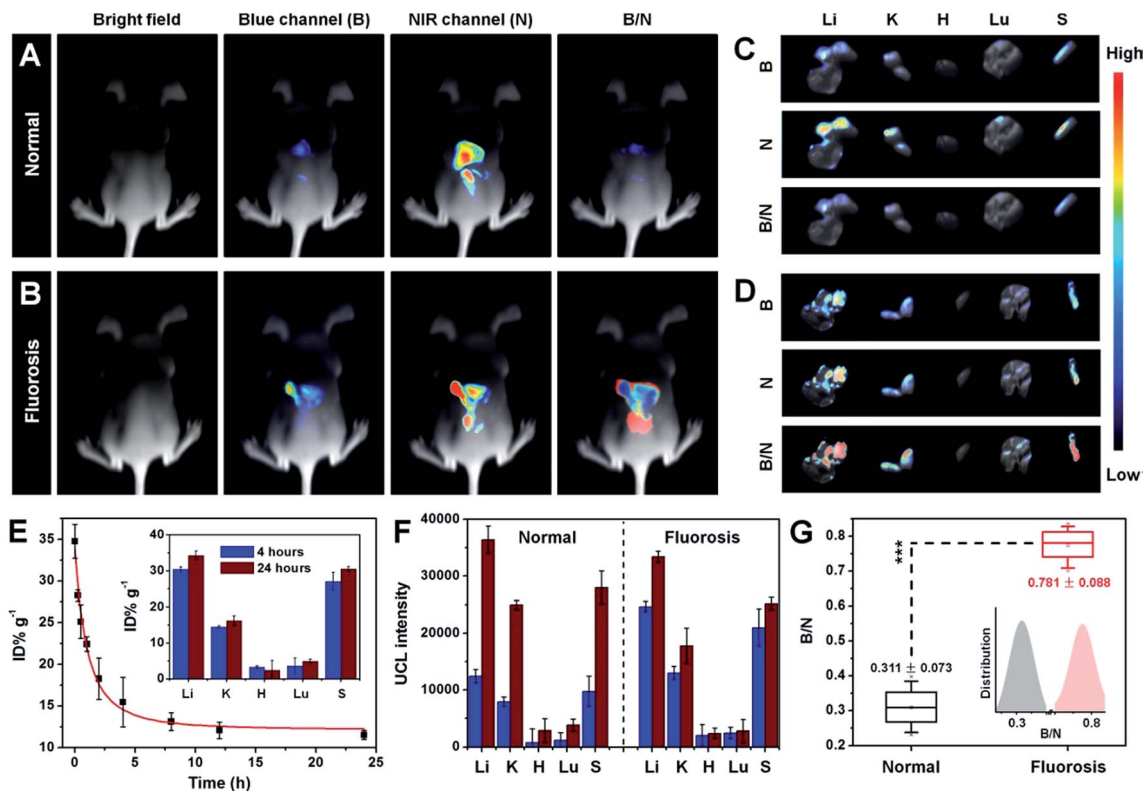 Bright field Blue channel (B) NIR channel (N) B/N
A
Normal
B
Fluorosis
C
Li K H Lu S
B
N
B/N
High
D
B
N
B/N
Low
E
ID% g⁻¹
35
30
25
20
15
0 5 10 15 20 25
Time (h)
40
30
20
10
0
ID% g⁻¹
4 hours
24 hours
Li K H Lu S
F
UCL intensity
40000
30000
20000
10000
0
Normal Fluorosis
Li K H Lu S Li K H Lu S
G
B/N
0.8
0.7
0.6
0.5
0.4
0.3
0.2
***
0.781 ± 0.088
0.311 ± 0.073
Distribution
0.3 0.8
B/N
Normal Fluorosis